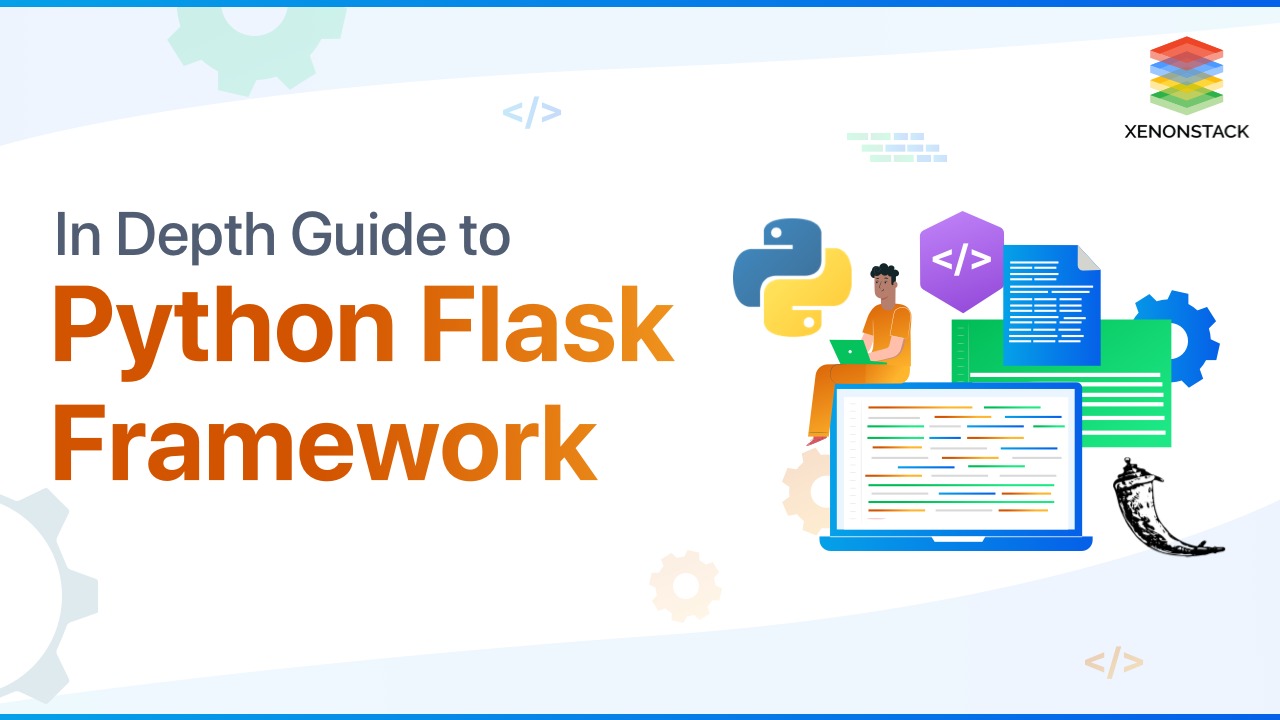 </>
XENONSTACK
In Depth Guide to
Python Flask
Framework
</>
</>